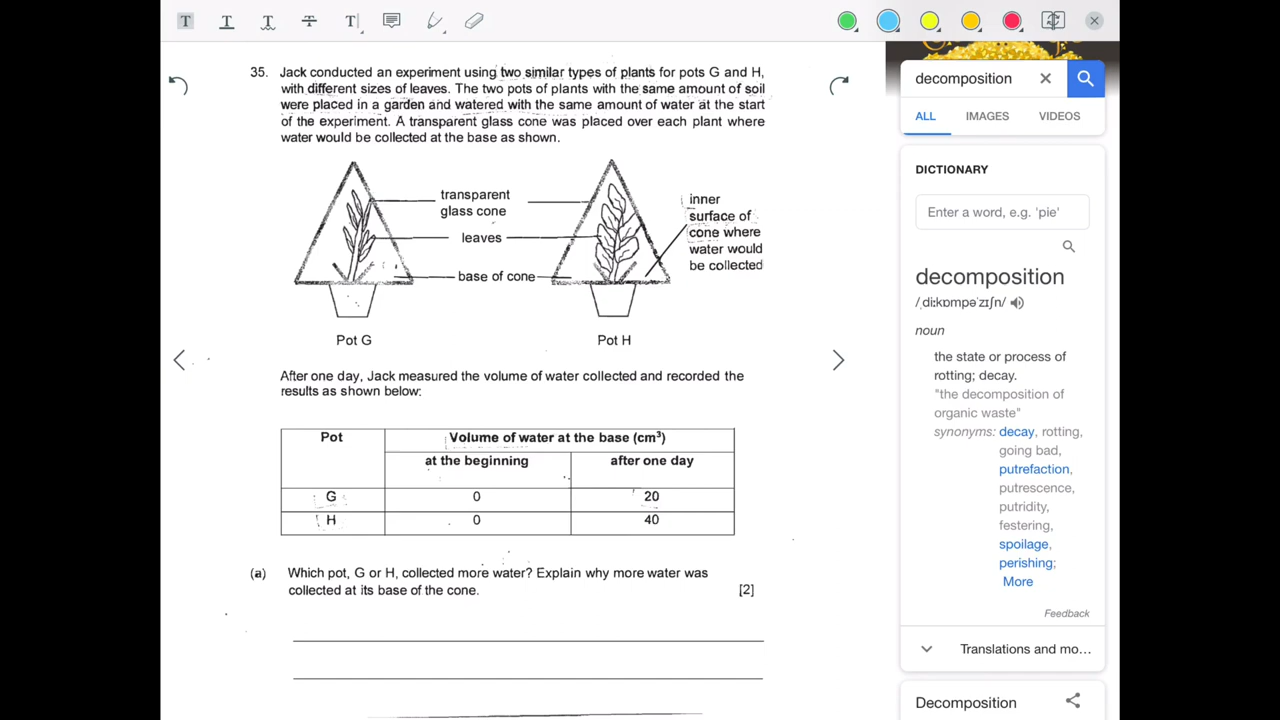 T T T T T
35. Jack conducted an experiment using two similar types of plants for pots G and H,
with different sizes of leaves. The two pots of plants with the same amount of soil
were placed in a garden and watered with the same amount of water at the start
of the experiment. A transparent glass cone was placed over each plant where
water would be collected at the base as shown.
transparent
glass cone
leaves
base of cone
inner
surface of
cone where
water would
be collected
Pot G
Pot H
After one day, Jack measured the volume of water collected and recorded the
results as shown below:
Pot
Volume of water at the base (cm³)
at the beginning
after one day
G 0 20
H 0 40
(a) Which pot, G or H, collected more water? Explain why more water was
collected at its base of the cone. [2]
decomposition
ALL IMAGES VIDEOS
DICTIONARY
Enter a word, e.g. 'pie'
decomposition
/ˌdiːkɒmpəˈzɪʃn/
noun
the state or process of
rotting; decay.
"the decomposition of
organic waste"
synonyms: decay, rotting,
going bad,
putrefaction,
putrescence,
putridity,
festering,
spoilage,
perishing;
More
Feedback
Translations and mo...
Decomposition